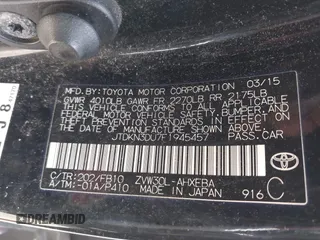 MFD. BY: TOYOTA MOTOR CORPORATION 03/15
GVWR 4010LB GAWR FR 2270LB RR 2175LB
THIS VEHICLE CONFORMS TO ALL APPLICABLE
FEDERAL MOTOR VEHICLE SAFETY, BUMPER,
AND THEFT PREVENTION STANDARDS IN EFFECT
ON THE DATE OF MANUFACTURE SHOWN ABOVE.
JTDKN3DU7F1945457 PASS.CAR
C/TR:202/FB10 ZVW30L-AHXEBA
A/TM:-01A/P410 MADE IN JAPAN 916 C
DREAMBID